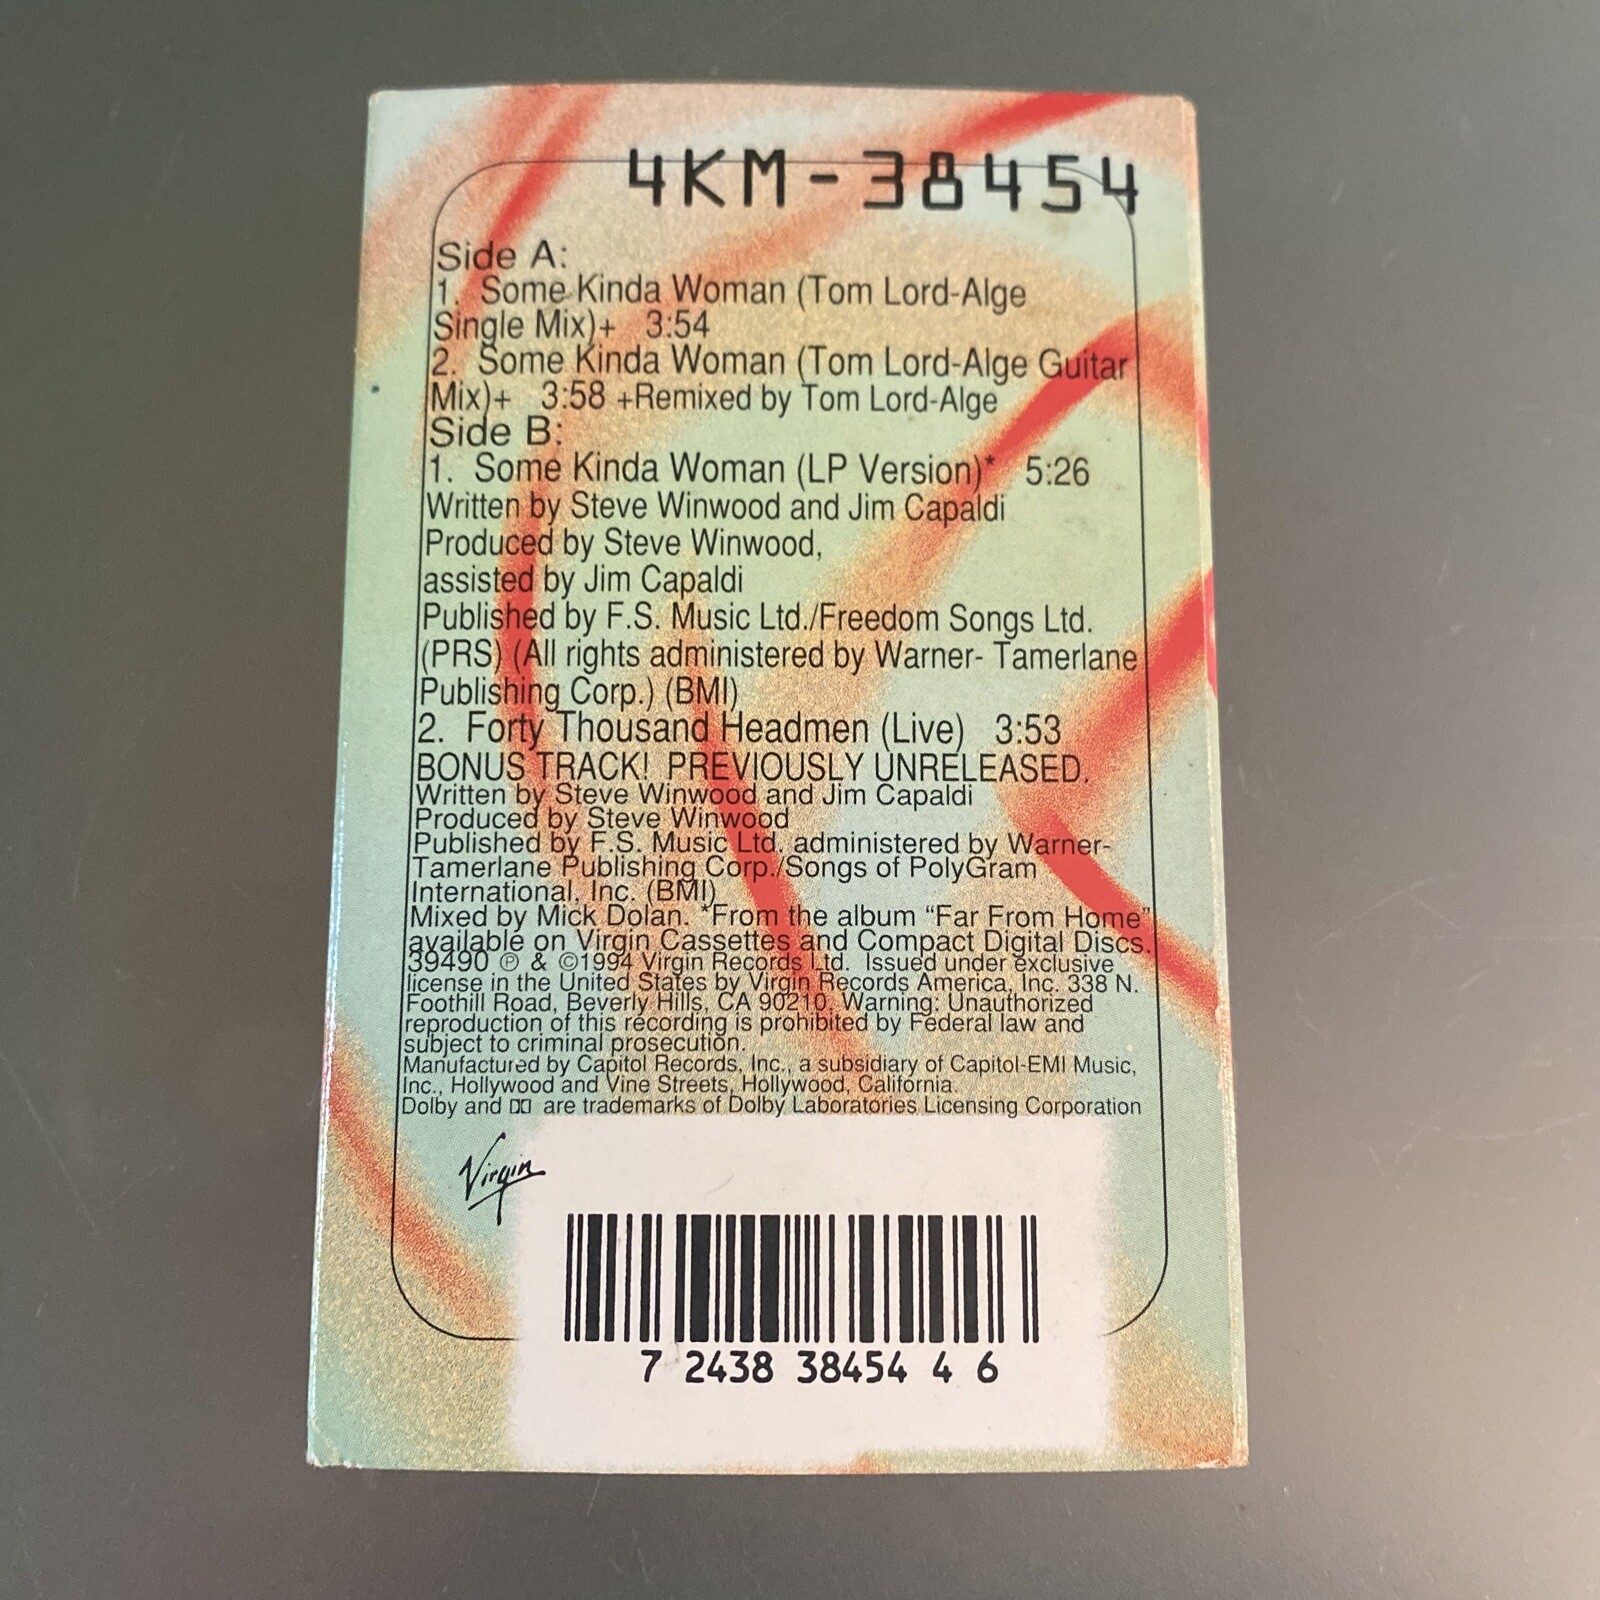 4KM-38454
Side A:
1. Some Kinda Woman (Tom Lord-Alge
Single Mix)+ 3:54
2. Some Kinda Woman (Tom Lord-Alge Guitar
Mix)+ 3:58 +Remixed by Tom Lord-Alge
Side B:
1. Some Kinda Woman (LP Version)* 5:26
Written by Steve Winwood and Jim Capaldi
Produced by Steve Winwood,
assisted by Jim Capaldi
Published by F.S. Music Ltd./Freedom Songs Ltd.
(PRS) (All rights administered by Warner- Tamerlane
Publishing Corp.) (BMI)
2. Forty Thousand Headmen (Live) 3:53
BONUS TRACK! PREVIOUSLY UNRELEASED.
Written by Steve Winwood and Jim Capaldi
Produced by Steve Winwood
Published by F.S. Music Ltd. administered by Warner-
Tamerlane Publishing Corp./Songs of PolyGram
International, Inc. (BMI)
Mixed by Mick Dolan. *From the album “Far From Home”
available on Virgin Cassettes and Compact Digital Discs.
39490 ℗ & ©1994 Virgin Records Ltd. Issued under exclusive
license in the United States by Virgin Records America, Inc. 338 N.
Foothill Road, Beverly Hills, CA 90210. Warning: Unauthorized
reproduction of this recording is prohibited by Federal law and
subject to criminal prosecution.
Manufactured by Capitol Records, Inc., a subsidiary of Capitol-EMI Music,
Inc., Hollywood and Vine Streets, Hollywood, California.
Dolby and are trademarks of Dolby Laboratories Licensing Corporation
Virgin
7 2438 38454 4 6